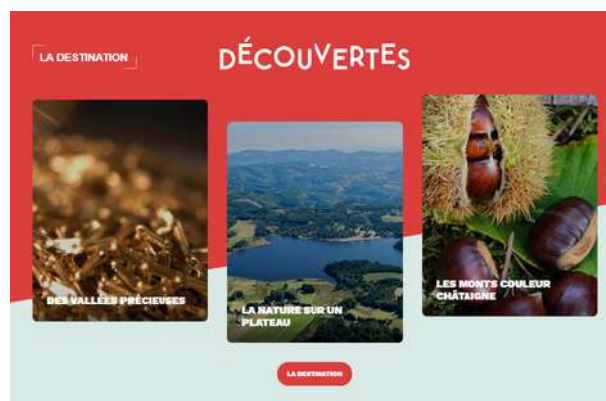 LA DESTINATION
DÉCOUVERTES
DES VALLÉES PRÉCIEUSES
LA NATURE SUR UN
PLATEAU
LES MONTS COULEUR
CHÂTAIGNE
LA DESTINATION